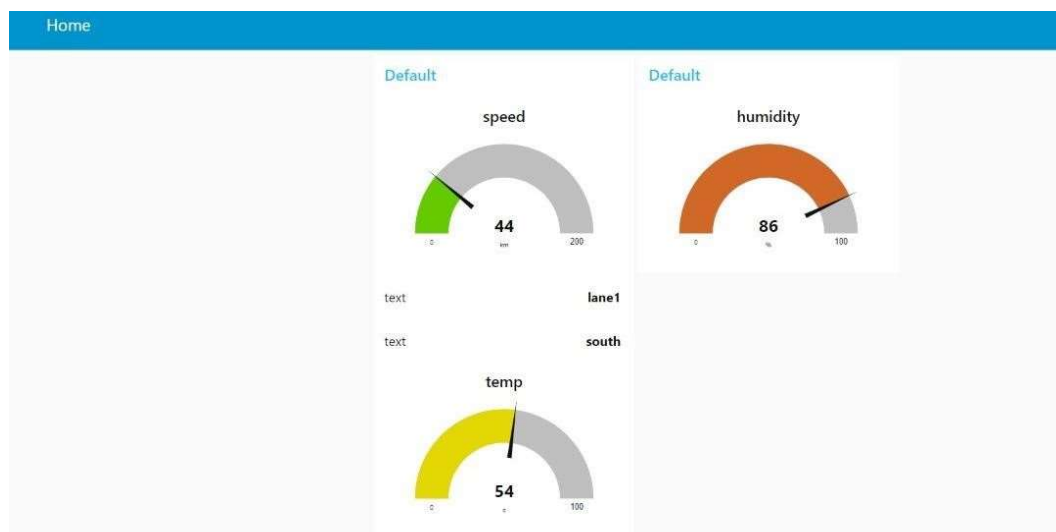 Home
Default
speed
44
km
0
200
text
lane1
text
south
temp
54
c
0
100
Default
humidity
86
%
0
100